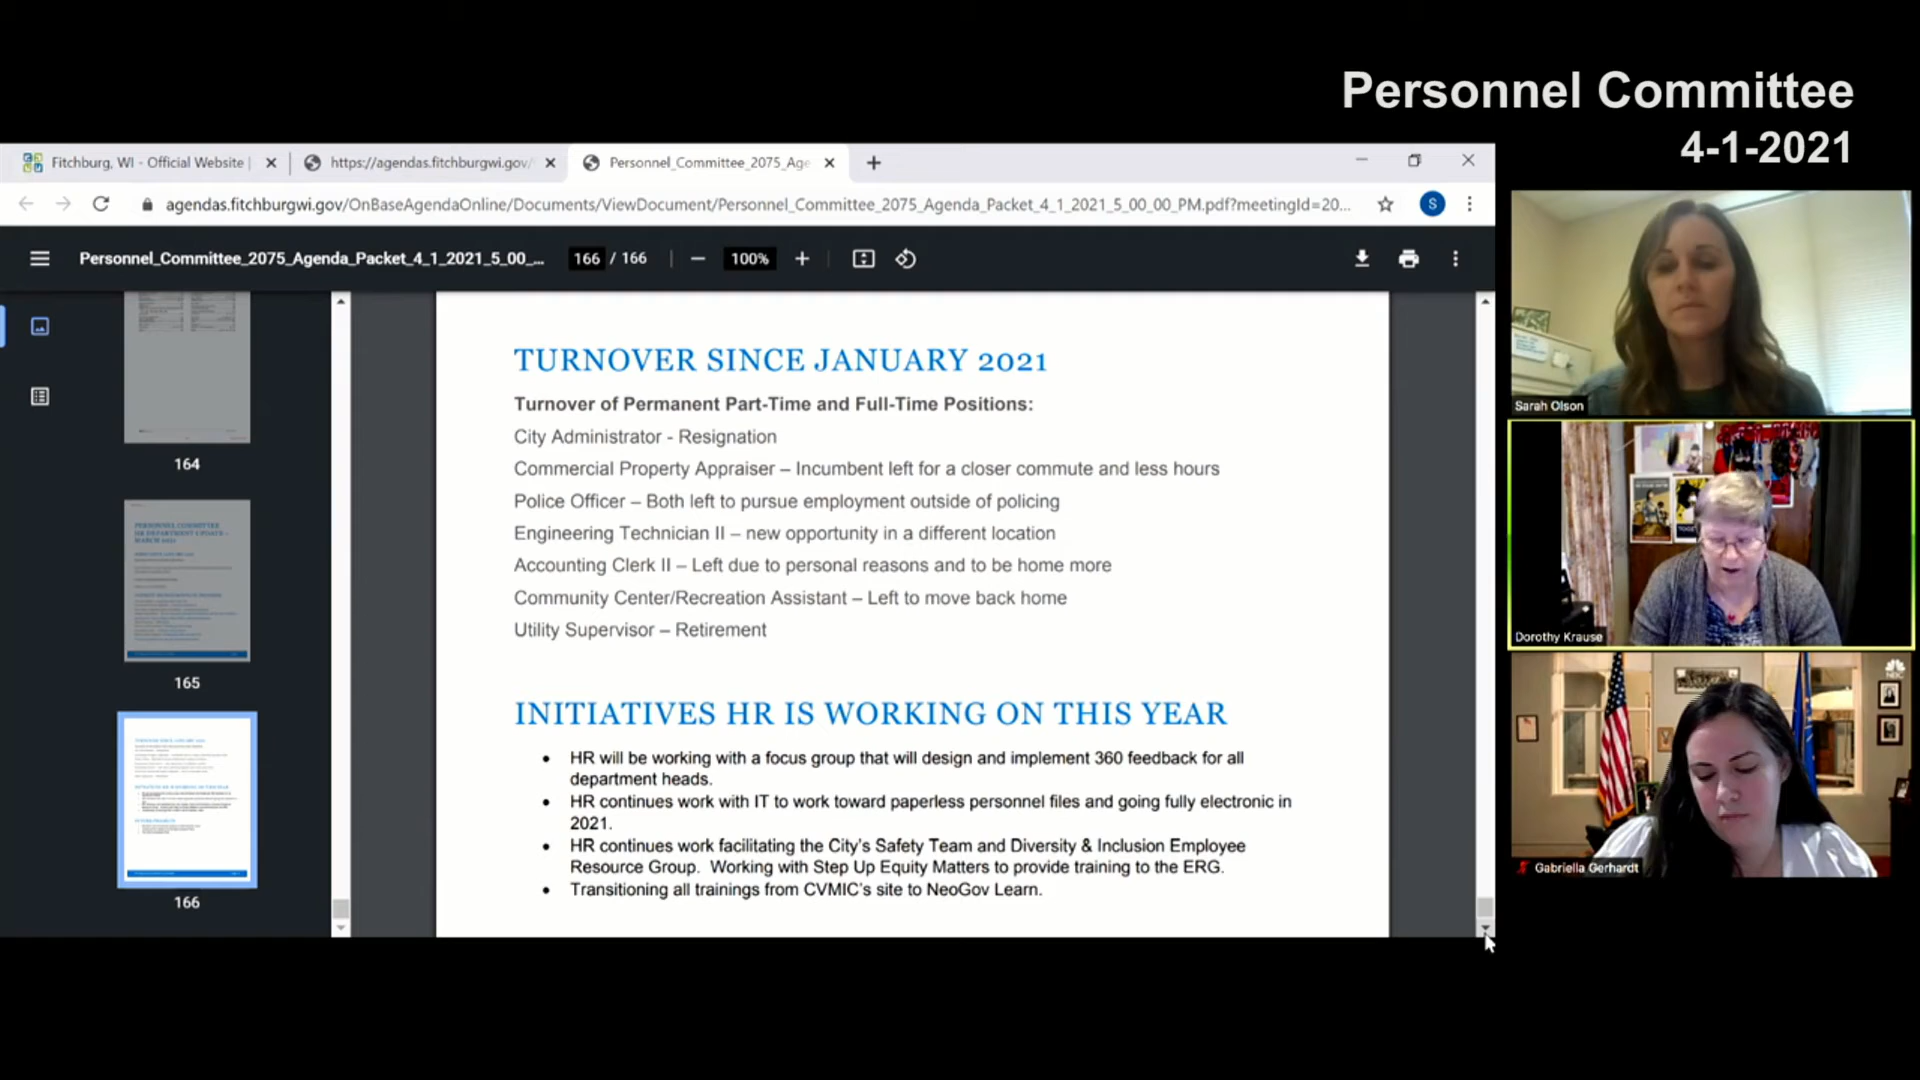 Personnel Committee
4-1-2021
Fitchburg, WI - Official Website |
https://agendas.fitchburgwi.gov/
Personnel_Committee_2075_Age
agendas.fitchburgwi.gov/OnBaseAgendaOnline/Documents/ViewDocument/Personnel_Committee_2075_Agenda_Packet_4_1_2021_5_00_00_PM.pdf?meetingId=20...
S
Personnel_Committee_2075_Agenda_Packet_4_1_2021_5_00_...
166 / 166
100%
164
PERSONNEL COMMITTEE
HR DEPARTMENT UPDATE –
MARCH 2021
165
166
TURNOVER SINCE JANUARY 2021
Turnover of Permanent Part-Time and Full-Time Positions:
City Administrator - Resignation
Commercial Property Appraiser – Incumbent left for a closer commute and less hours
Police Officer – Both left to pursue employment outside of policing
Engineering Technician II – new opportunity in a different location
Accounting Clerk II – Left due to personal reasons and to be home more
Community Center/Recreation Assistant – Left to move back home
Utility Supervisor – Retirement
INITIATIVES HR IS WORKING ON THIS YEAR
• HR will be working with a focus group that will design and implement 360 feedback for all
department heads.
• HR continues work with IT to work toward paperless personnel files and going fully electronic in
2021.
• HR continues work facilitating the City's Safety Team and Diversity & Inclusion Employee
Resource Group. Working with Step Up Equity Matters to provide training to the ERG.
• Transitioning all trainings from CVMIC's site to NeoGov Learn.
Sarah Olson
Dorothy Krause
NBC
Gabriella Gerhardt